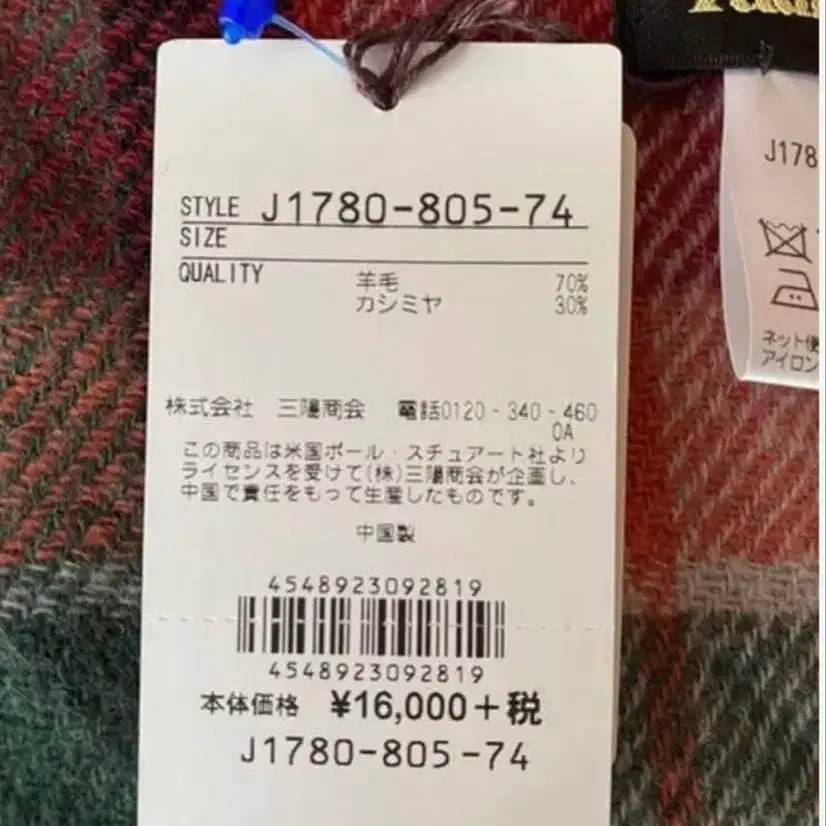 STYLE J1780-805-74
SIZE
QUALITY
羊毛 70%
カシミヤ 30%
株式会社 三陽商会 電話0120-340-460
0A
この商品は米国ポール・スチュアート社より
ライセンスを受けて(株)三陽商会が企画し、
中国で責任をもって生産したものです。
中国製
4548923092819
4548923092819
本体価格 ¥16,000+税
J1780-805-74
J178
ネット使
アイロン